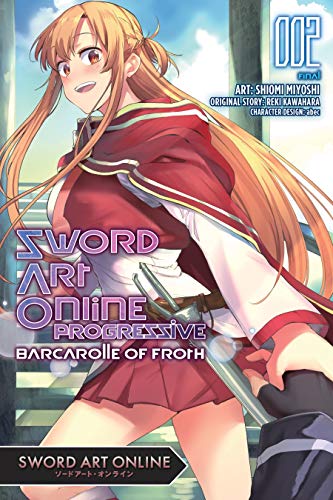 002
FINAL
ART: SHIOMI MIYOSHI
ORIGINAL STORY: REKI KAWAHARA
CHARACTER DESIGN: abec
SWORD
ART
ONLINE
PROGRESSIVE
BARCAROLLE OF FROTH
SWORD ART ONLINE
ソードアート・オンライン